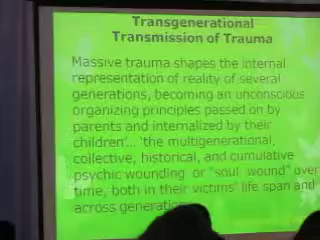 Transgenerational
Transmission of Trauma
Massive trauma shapes the internal
representation of reality of several
generations, becoming an unconscious
organizing principles passed on by
parents and internalized by their
children'... 'the multigenerational,
collective, historical, and cumulative
psychic wounding or "soul wound" over
time, both in their victims' life span and
across generations